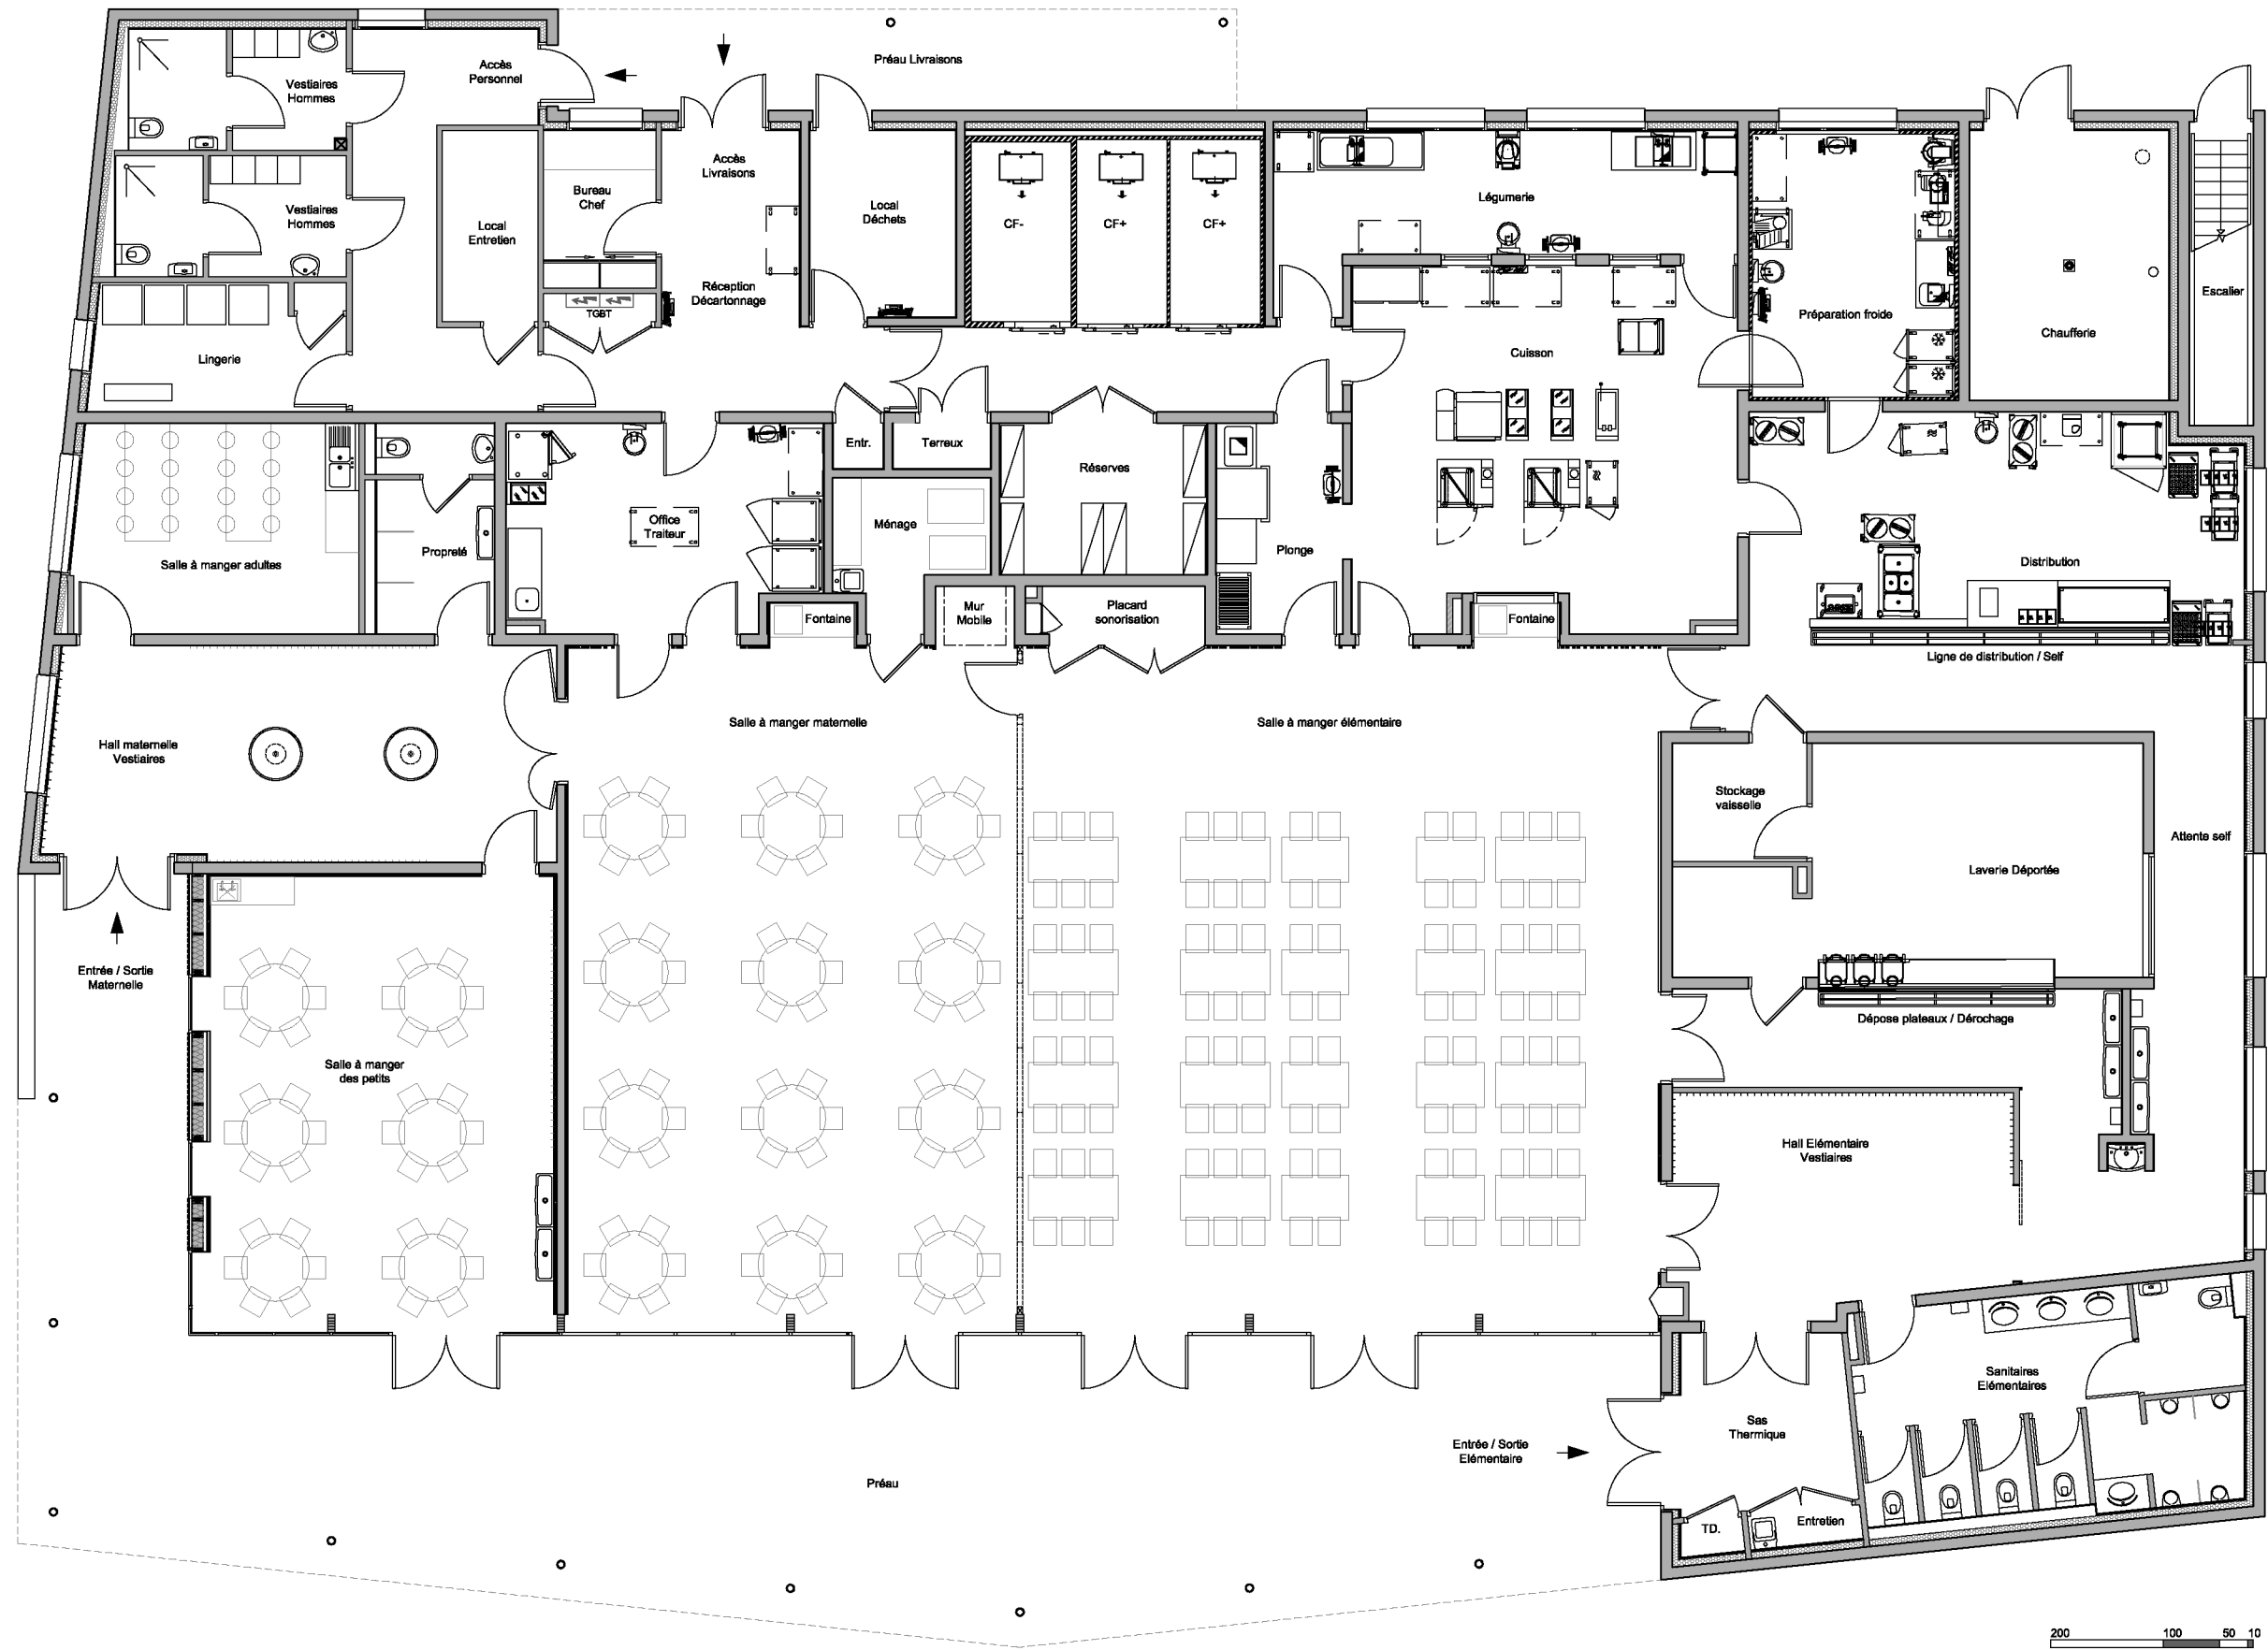 Préau Livraisons
Accès
Personnel
Vestiaires
Hommes
Accès
Livraisons
Bureau
Chef
Local
Entretien
Local
Déchets
CF-
CF+
CF+
Légumerie
Vestiaires
Hommes
Réception
Décartonnage
TGBT
Préparation froide
Escalier
Chaufferie
Cuisson
Lingerie
Entr.
Terreux
Réserves
Office
Traiteur
Ménage
Plonge
Propreté
Salle à manger adultes
Distribution
Mur
Mobile
Placard
sonorisation
Fontaine
Fontaine
Ligne de distribution / Self
Salle à manger maternelle
Salle à manger élémentaire
Hall maternelle
Vestiaires
Stockage
vaisselle
Attente self
Laverie Déportée
Entrée / Sortie
Maternelle
Dépose plateaux / Dérochage
Salle à manger
des petits
Hall Elémentaire
Vestiaires
Sanitaires
Elémentaires
Sas
Thermique
Entrée / Sortie
Elémentaire
Préau
TD.
Entretien
200 100 50 10